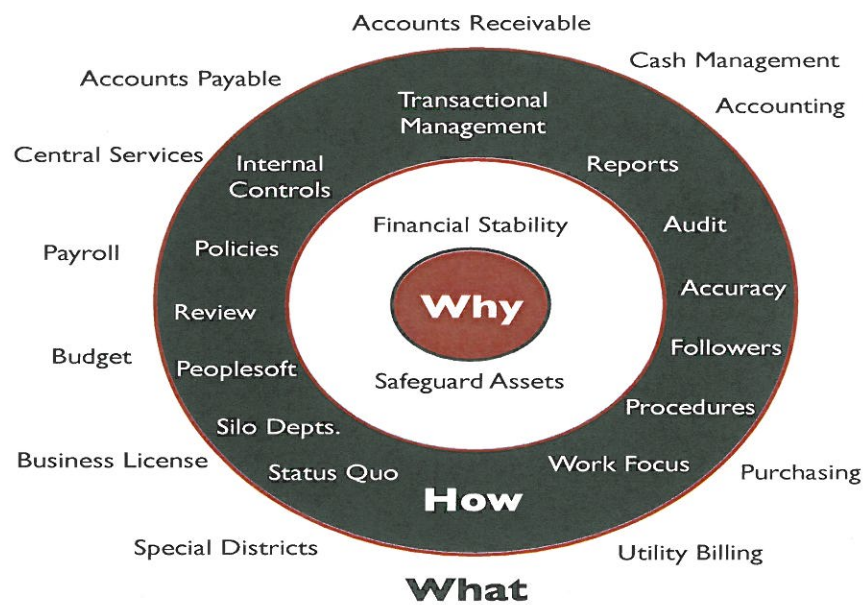 Accounts Receivable
Cash Management
Accounts Payable
Accounting
Transactional
Management
Central Services
Internal
Controls
Reports
Financial Stability
Audit
Payroll
Policies
Why
Accuracy
Review
Followers
Budget
Peoplesoft
Safeguard Assets
Procedures
Silo Depts.
Business License
Status Quo
Work Focus
Purchasing
How
Special Districts
Utility Billing
What